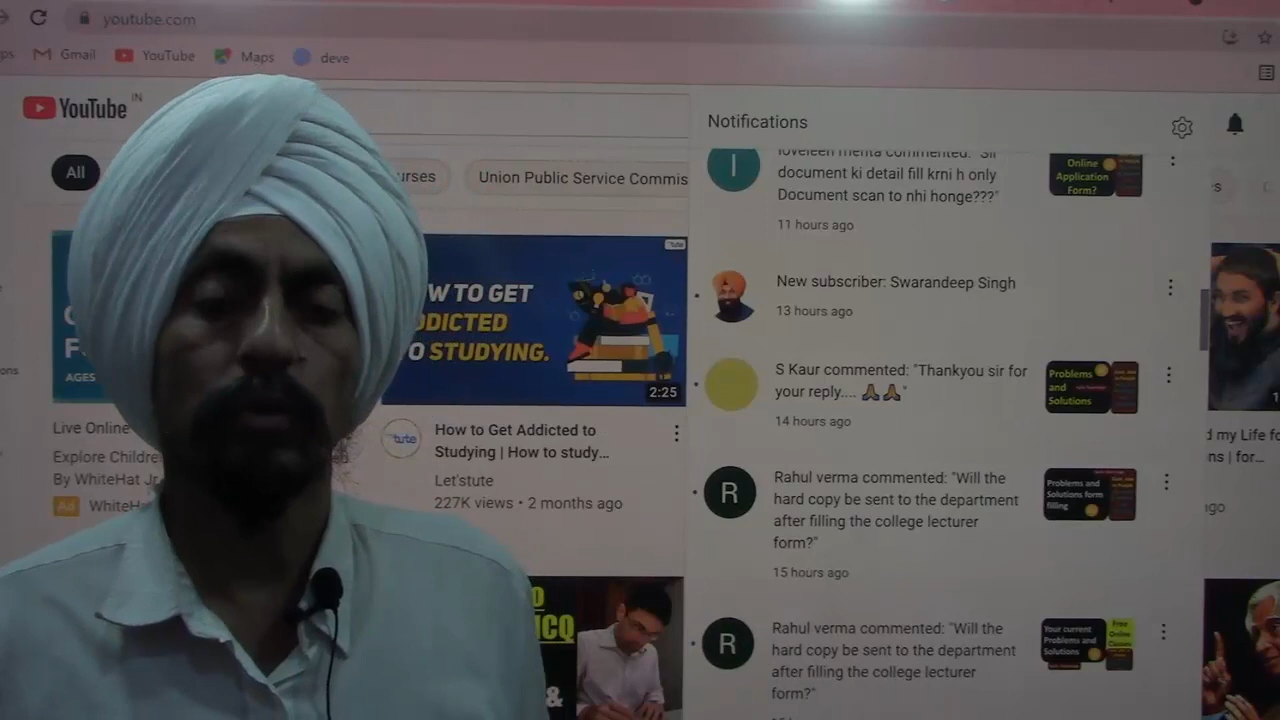 youtube.com
Gmail
YouTube
Maps
deve
YouTube
IN
Notifications
All
urses
Union Public Service Commis
loveleen mehta commented: "Sir
document ki detail fill krni h only
Document scan to nhi honge???"
11 hours ago
Online
Application
Form?
New subscriber: Swarandeep Singh
13 hours ago
W TO GET
DDICTED
O STUDYING.
tute
2:25
AGES
S Kaur commented: "Thankyou sir for
your reply.... 🙏🙏"
14 hours ago
Problems
and
Solutions
Live Online
Explore Childre
By WhiteHat Jr
Ad
WhiteHa
tute
How to Get Addicted to
Studying | How to study...
Let'stute
227K views • 2 months ago
d my Life fo
ns | for...
ago
R
Rahul verma commented: "Will the
hard copy be sent to the department
after filling the college lecturer
form?"
15 hours ago
Problems and
Solutions form
filling
ICQ
&
R
Rahul verma commented: "Will the
hard copy be sent to the department
after filling the college lecturer
form?"
Your current
Problems and
Solutions
Free
Online
Classes